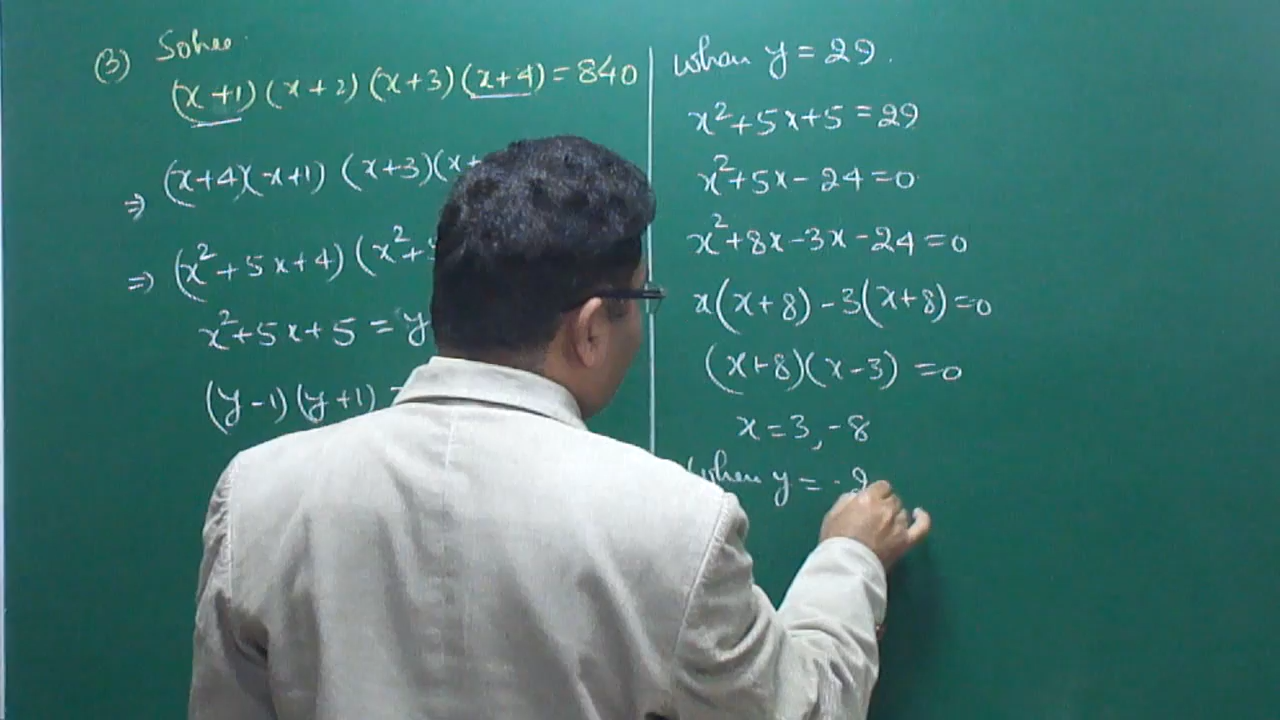 (3) Solve.
(x+1)(x+2)(x+3)(x+4)=840
⇒ (x+4)(x+1) (x+3)(x+
⇒ (x²+5x+4)(x²+
x²+5x+5=y
(y-1)(y+1)
when y=29.
x²+5x+5=29
x²+5x-24=0
x²+8x-3x-24=0
x(x+8)-3(x+8)=0
(x+8)(x-3)=0
x=3,-8
when y=-2